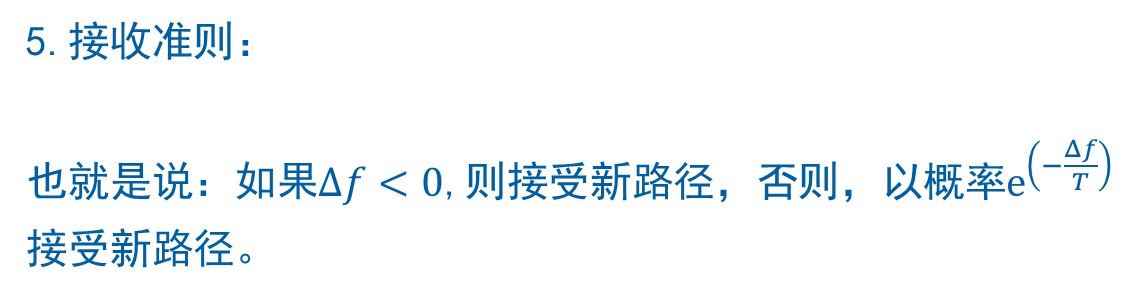 5. 接收准则：
也就是说：如果Δf < 0, 则接受新路径，否则，以概率e^(−Δf/T)
接受新路径。